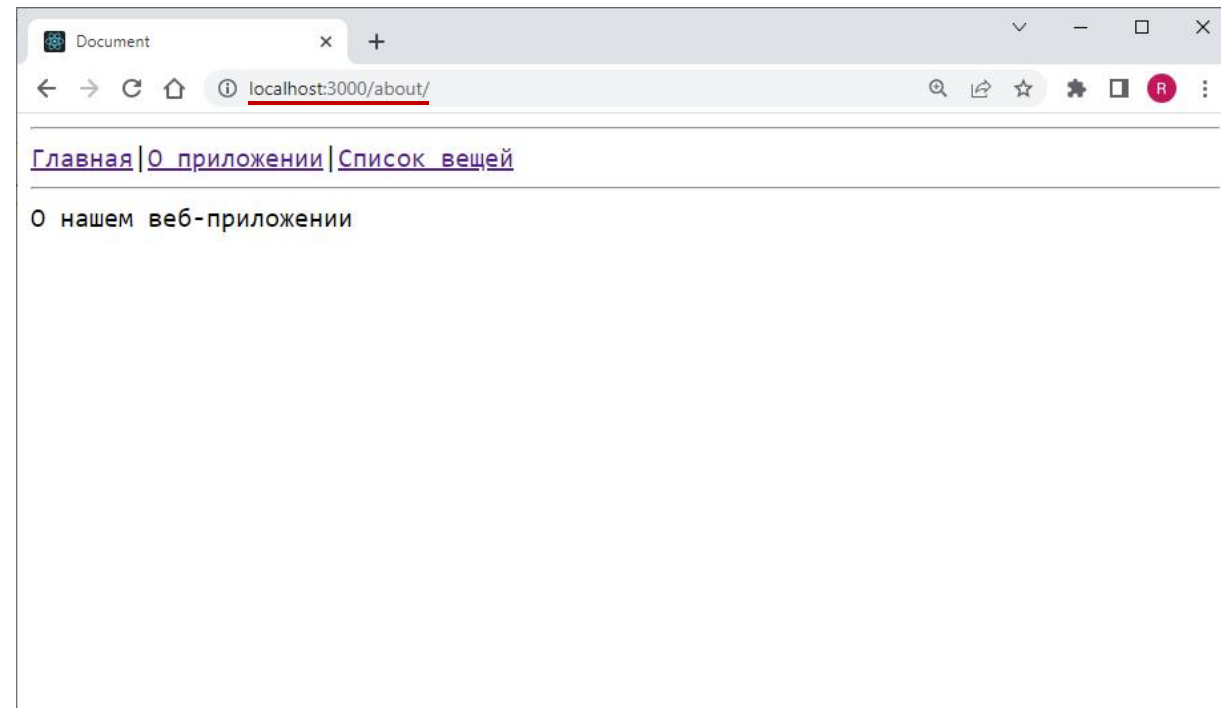 Document
localhost:3000/about/
R
Главная|О приложении|Список вещей
О нашем веб-приложении